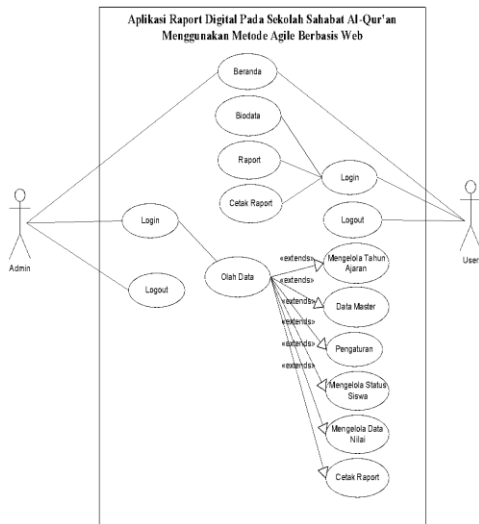 Aplikasi Raport Digital Pada Sekolah Sahabat Al-Qur'an
Menggunakan Metode Agile Berbasis Web
Beranda
Biodata
Raport
Login
Cetak Raport
Login
Logout
Admin
User
Olah Data
Logout
«extends»
Mengelola Tahun
Ajaran
«extends»
«extends»
Data Master
«extends»
Pengaturan
«extends»
«extends»
Mengelola Status
Siswa
Mengelola Data
Nilai
Cetak Raport